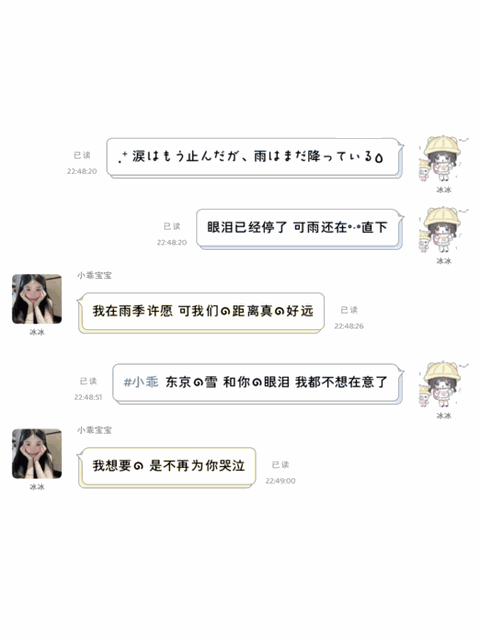 已读
22:48:20
₊⁺ 涙はもう止んだが、雨はまだ降っている
冰冰
已读
22:48:20
眼泪已经停了 可雨还在一直下
冰冰
小乖宝宝
我在雨季许愿 可我们の距离真の好远
已读
22:48:26
冰冰
已读
22:48:51
#小乖 东京の雪 和你の眼泪 我都不想在意了
冰冰
小乖宝宝
我想要の 是不再为你哭泣
已读
22:49:00
冰冰